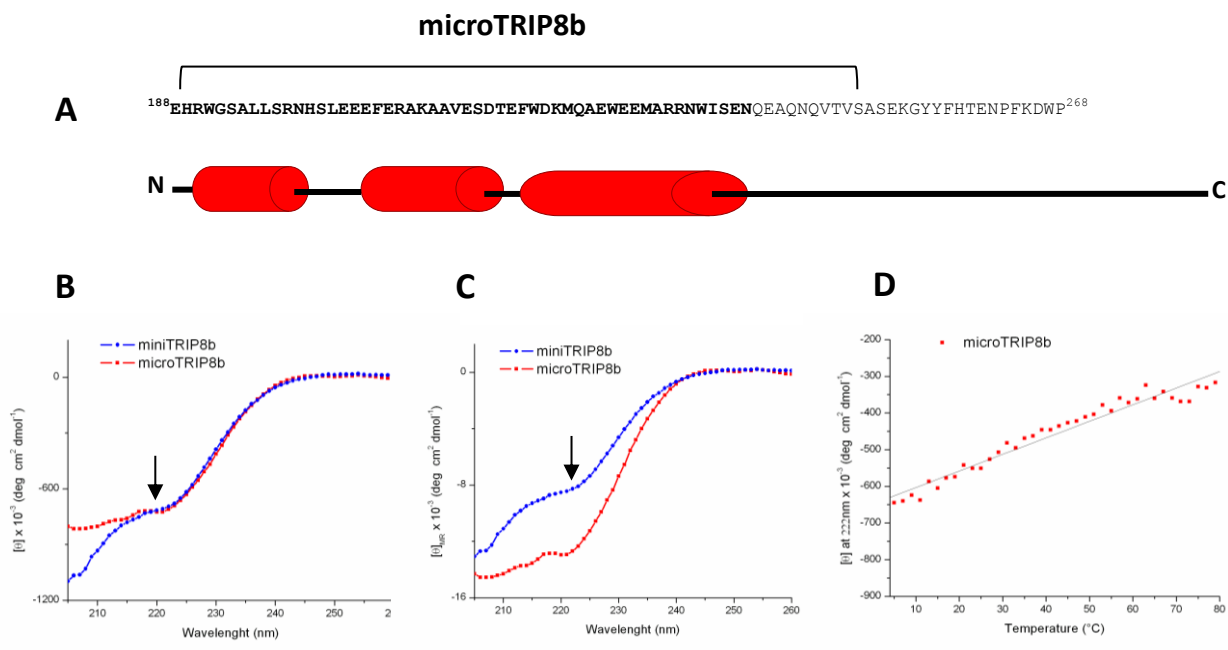 microTRIP8b
A
188EHRWGSALLSRNHSLEEEFERAKAAVESDTEFWDKMQAEWEEMARRNWISENQEAQNQVTVSASEKGYYFHTENPFKDWP268
N
C
B
C
D
miniTRIP8b
microTRIP8b
0
-600
-1200
[θ] x 10⁻³ (deg cm² dmol⁻¹)
210
220
230
240
250
2
Wavelenght (nm)
miniTRIP8b
microTRIP8b
0
-8
-16
[θ]MR x 10⁻³ (deg cm² dmol⁻¹)
210
220
230
240
250
260
Wavelenght (nm)
microTRIP8b
-200
-300
-400
-500
-600
-700
-800
-900
[θ] at 222nm x 10⁻³ (deg cm² dmol⁻¹)
10
20
30
40
50
60
70
80
Temperature (°C)